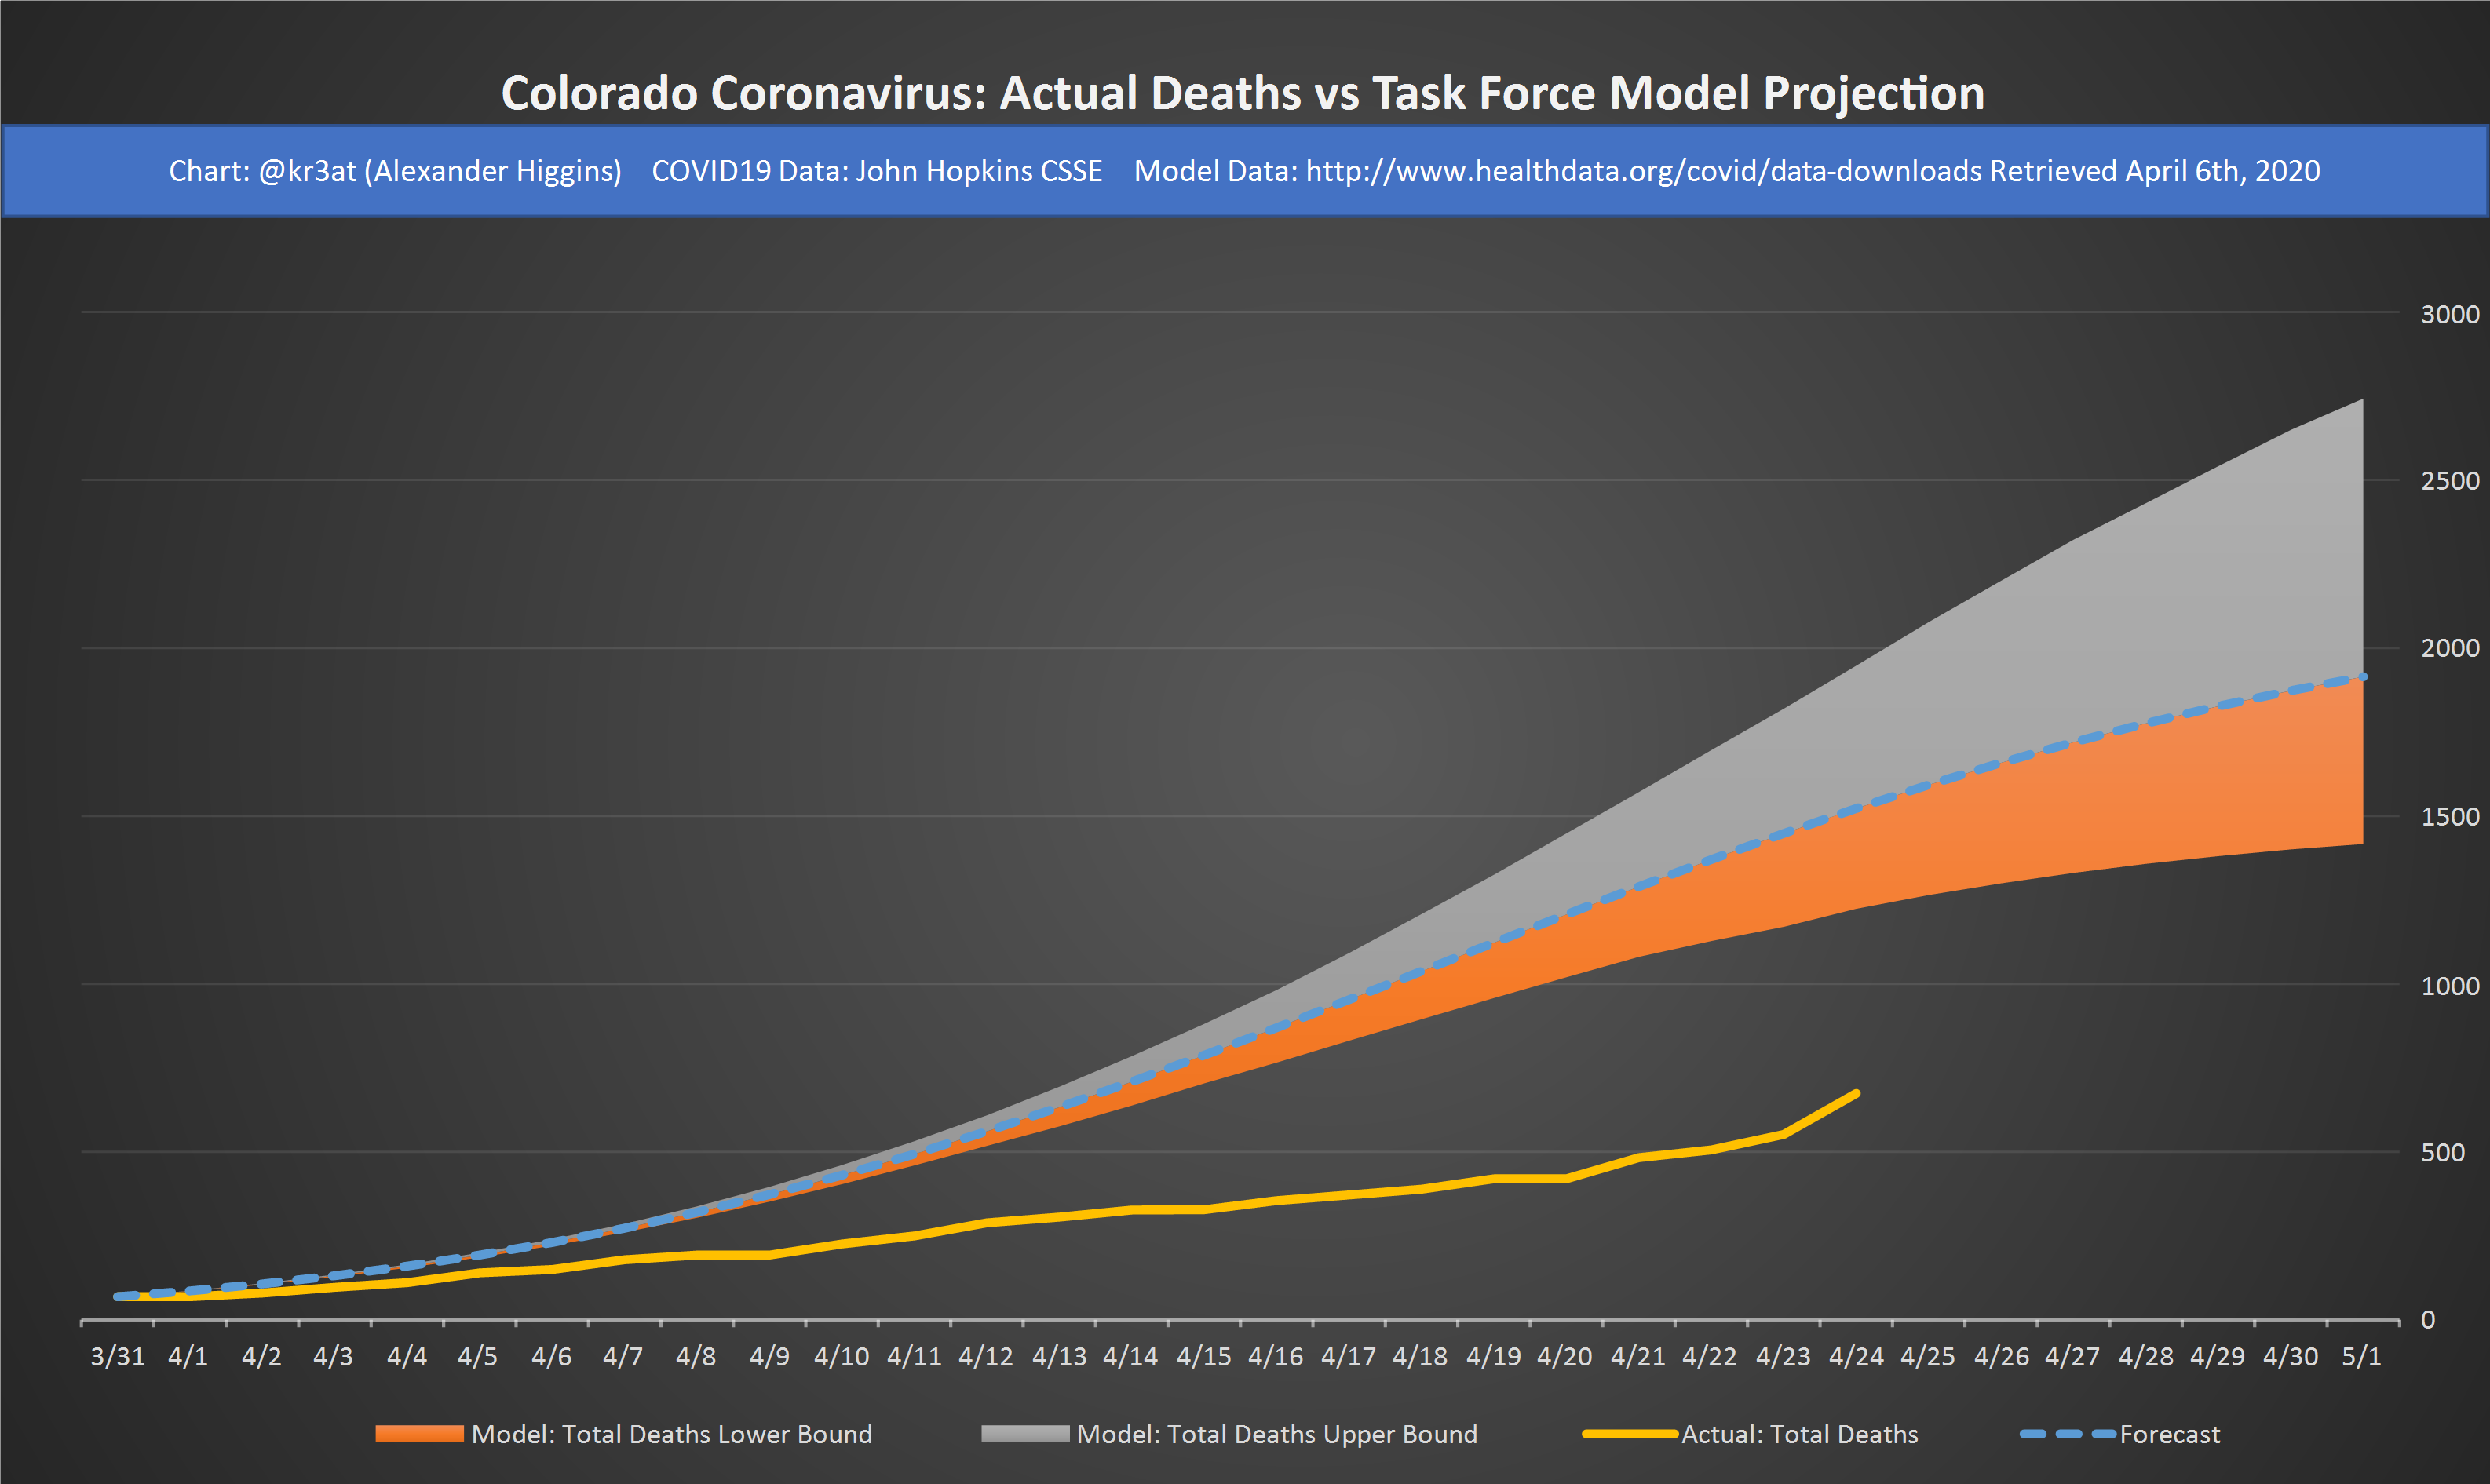 Colorado Coronavirus: Actual Deaths vs Task Force Model Projection
Chart: @kr3at (Alexander Higgins) COVID19 Data: John Hopkins CSSE Model Data: http://www.healthdata.org/covid/data-downloads Retrieved April 6th, 2020
3000
2500
2000
1500
1000
500
0
3/31 4/1 4/2 4/3 4/4 4/5 4/6 4/7 4/8 4/9 4/10 4/11 4/12 4/13 4/14 4/15 4/16 4/17 4/18 4/19 4/20 4/21 4/22 4/23 4/24 4/25 4/26 4/27 4/28 4/29 4/30 5/1
Model: Total Deaths Lower Bound Model: Total Deaths Upper Bound Actual: Total Deaths Forecast